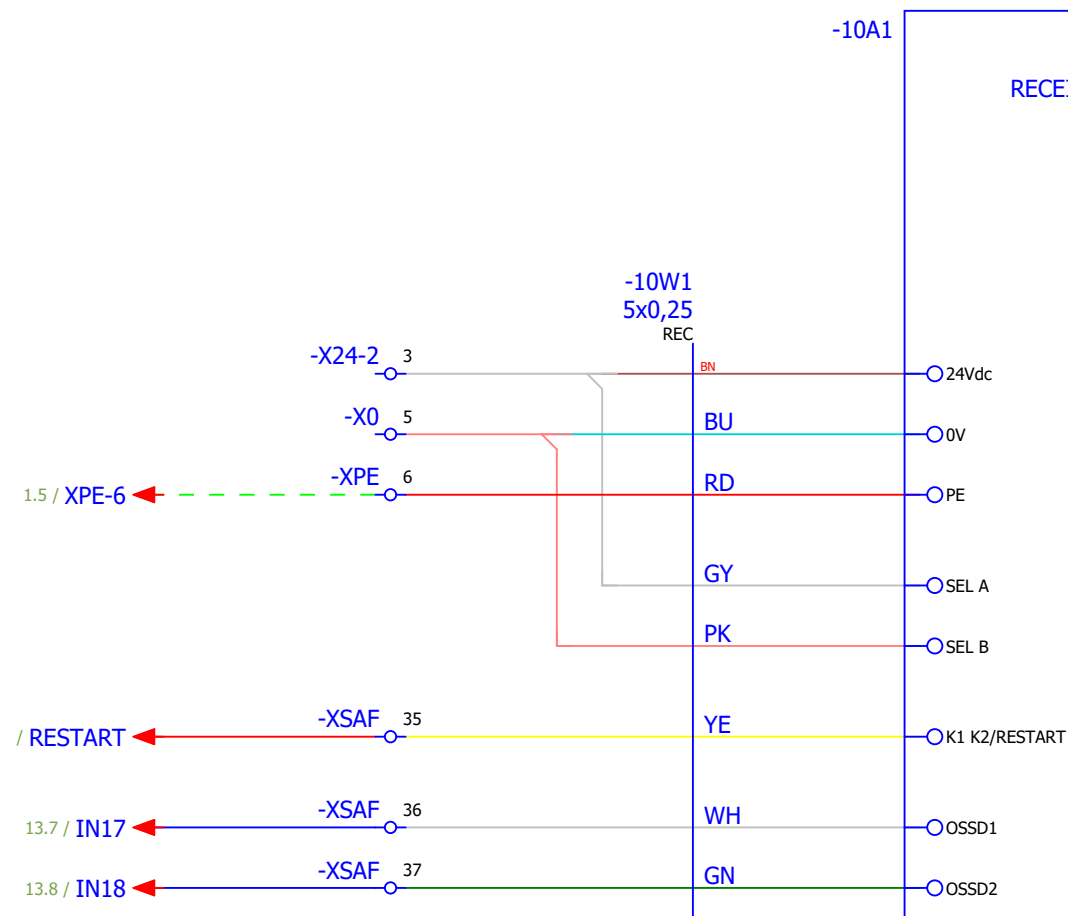 -10A1
RECEI
-10W1
5x0,25
REC
-X24-2 3 BN 24Vdc
-X0 5 BU 0V
1.5 / XPE-6 -XPE 6 RD PE
GY SEL A
PK SEL B
/ RESTART -XSAF 35 YE K1 K2/RESTART
13.7 / IN17 -XSAF 36 WH OSSD1
13.8 / IN18 -XSAF 37 GN OSSD2